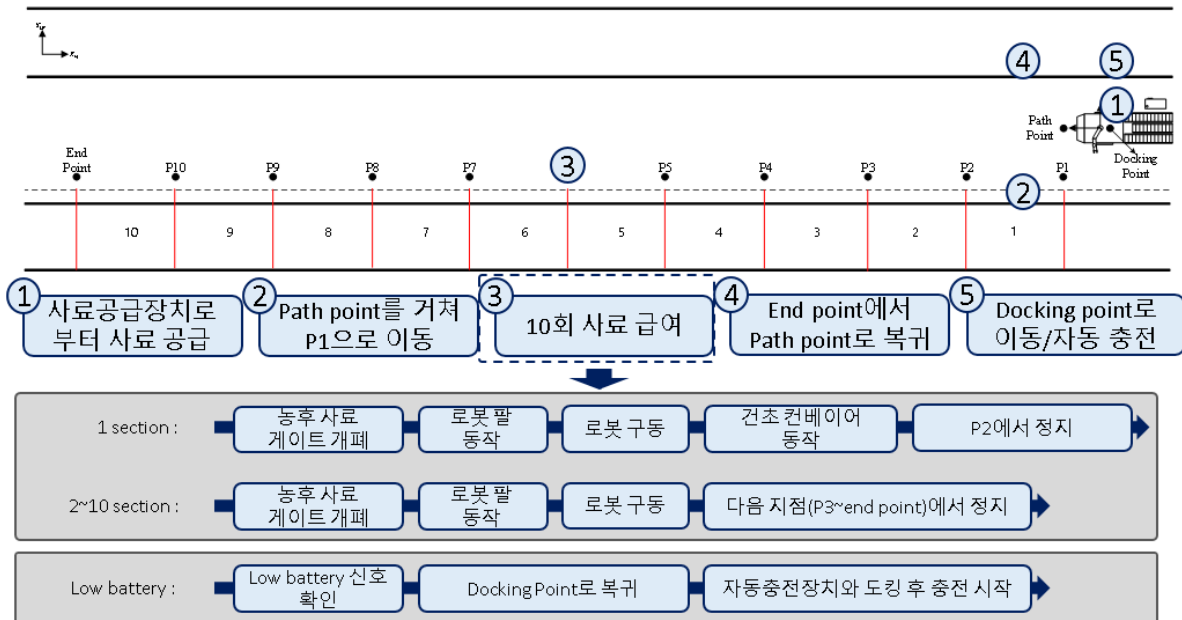 4
5
1
Path
Point
Docking
Point
End
Point
P10
P9
P8
P7
3
P5
P4
P3
P2
P1
2
10
9
8
7
6
5
4
3
2
1
1
사료공급장치로
부터 사료 공급
2
Path point를 거쳐
P1으로 이동
3
10회 사료 급여
4
End point에서
Path point로 복귀
5
Docking point로
이동/자동 충전
1 section :
농후 사료
게이트 개폐
로봇 팔
동작
로봇 구동
건초 컨베이어
동작
P2에서 정지
2~10 section :
농후 사료
게이트 개폐
로봇 팔
동작
로봇 구동
다음 지점(P3~end point)에서 정지
Low battery :
Low battery 신호
확인
Docking Point로 복귀
자동충전장치와 도킹 후 충전 시작